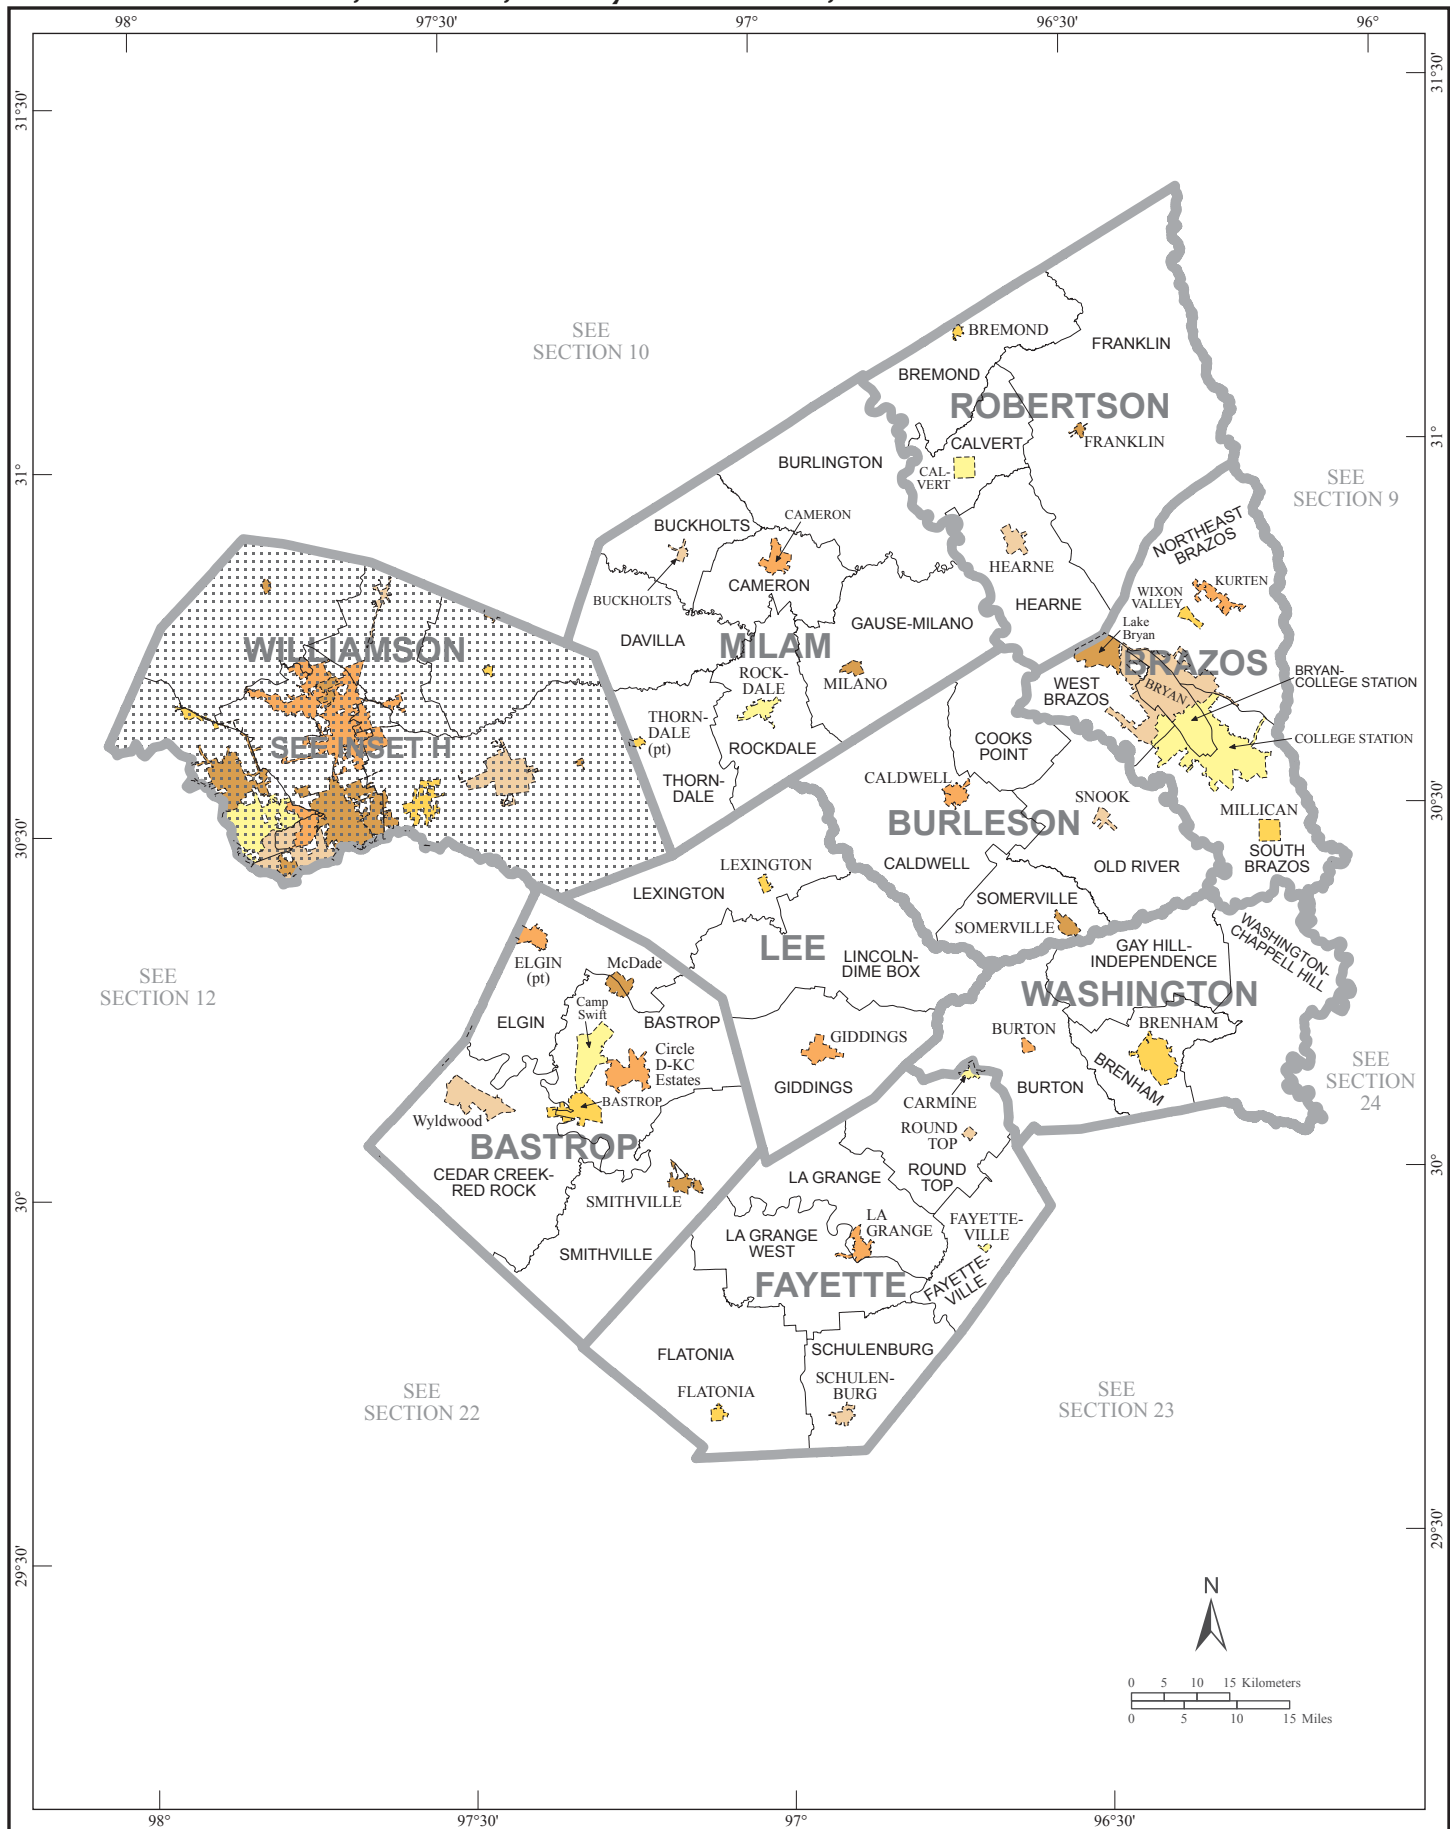 98°
97°30'
97°
96°30'
96°
31°30'
31°30'
SEE
SECTION 10
BREMOND
FRANKLIN
BREMOND
ROBERTSON
CALVERT
FRANKLIN
BURLINGTON
CAL-
VERT
31°
31°
SEE
SECTION 9
CAMERON
BUCKHOLTS
NORTHEAST
BRAZOS
HEARNE
CAMERON
BUCKHOLTS
WIXON
VALLEY
KURTEN
HEARNE
Lake
Bryan
GAUSE-MILANO
DAVILLA
MILAM
WILLIAMSON
BRAZOS
ROCK-
DALE
MILANO
WEST
BRAZOS
BRYAN
BRYAN-
COLLEGE STATION
THORN-
DALE
(pt)
ROCKDALE
COOKS
POINT
COLLEGE STATION
SEE INSET H
THORN-
DALE
CALDWELL
SNOOK
MILLICAN
30°30'
30°30'
BURLESON
SOUTH
BRAZOS
LEXINGTON
CALDWELL
OLD RIVER
LEXINGTON
SOMERVILLE
SOMERVILLE
WASHINGTON-
CHAPPELL HILL
LEE
GAY HILL-
INDEPENDENCE
LINCOLN-
DIME BOX
ELGIN
(pt)
McDade
SEE
SECTION 12
WASHINGTON
Camp
Swift
ELGIN
BASTROP
BURTON
BRENHAM
GIDDINGS
Circle
D-KC
Estates
SEE
SECTION
24
GIDDINGS
BURTON
BRENHAM
BASTROP
CARMINE
Wyldwood
ROUND
TOP
BASTROP
30°
30°
CEDAR CREEK-
RED ROCK
LA GRANGE
ROUND
TOP
SMITHVILLE
LA
GRANGE
FAYETTE-
VILLE
LA GRANGE
WEST
SMITHVILLE
FAYETTE
FAYETTE-
VILLE
FLATONIA
SCHULENBURG
SCHULEN-
BURG
FLATONIA
SEE
SECTION 22
SEE
SECTION 23
29°30'
29°30'
N
0 5 10 15 Kilometers
0 5 10 15 Miles
98°
97°30'
97°
96°30'